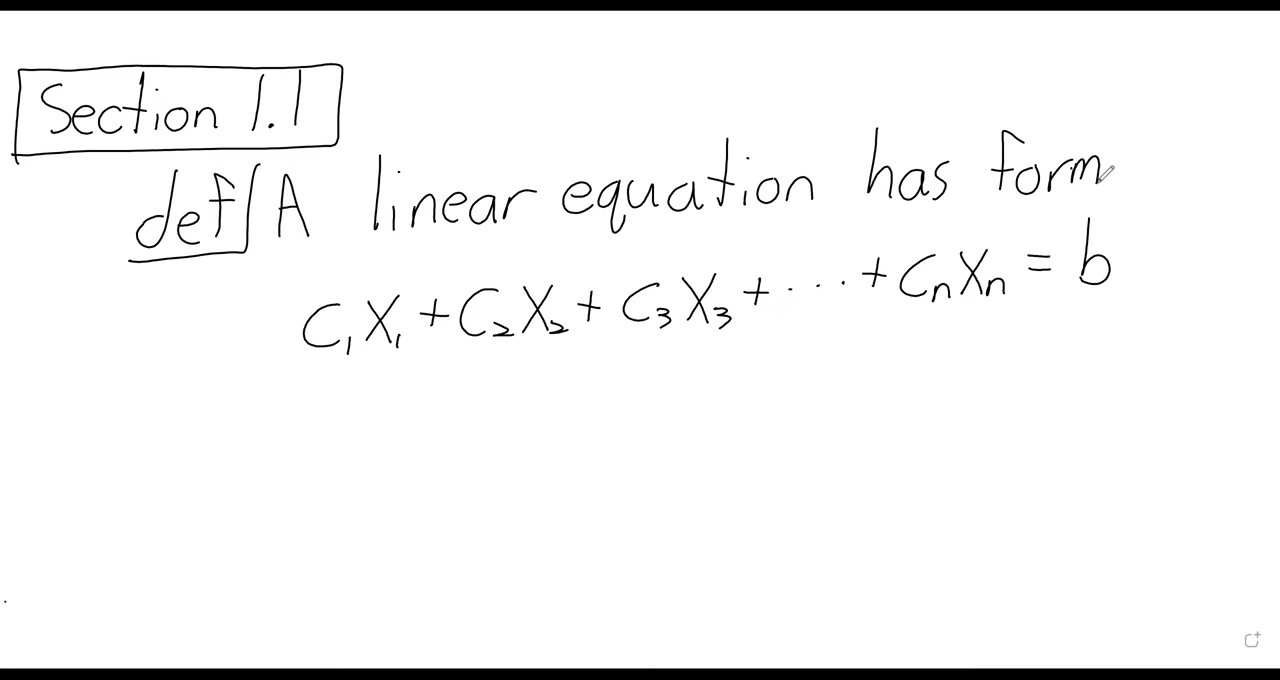 Section 1.1
def A linear equation has form
C₁X₁ + C₂X₂ + C₃X₃ + ··· + CₙXₙ = b